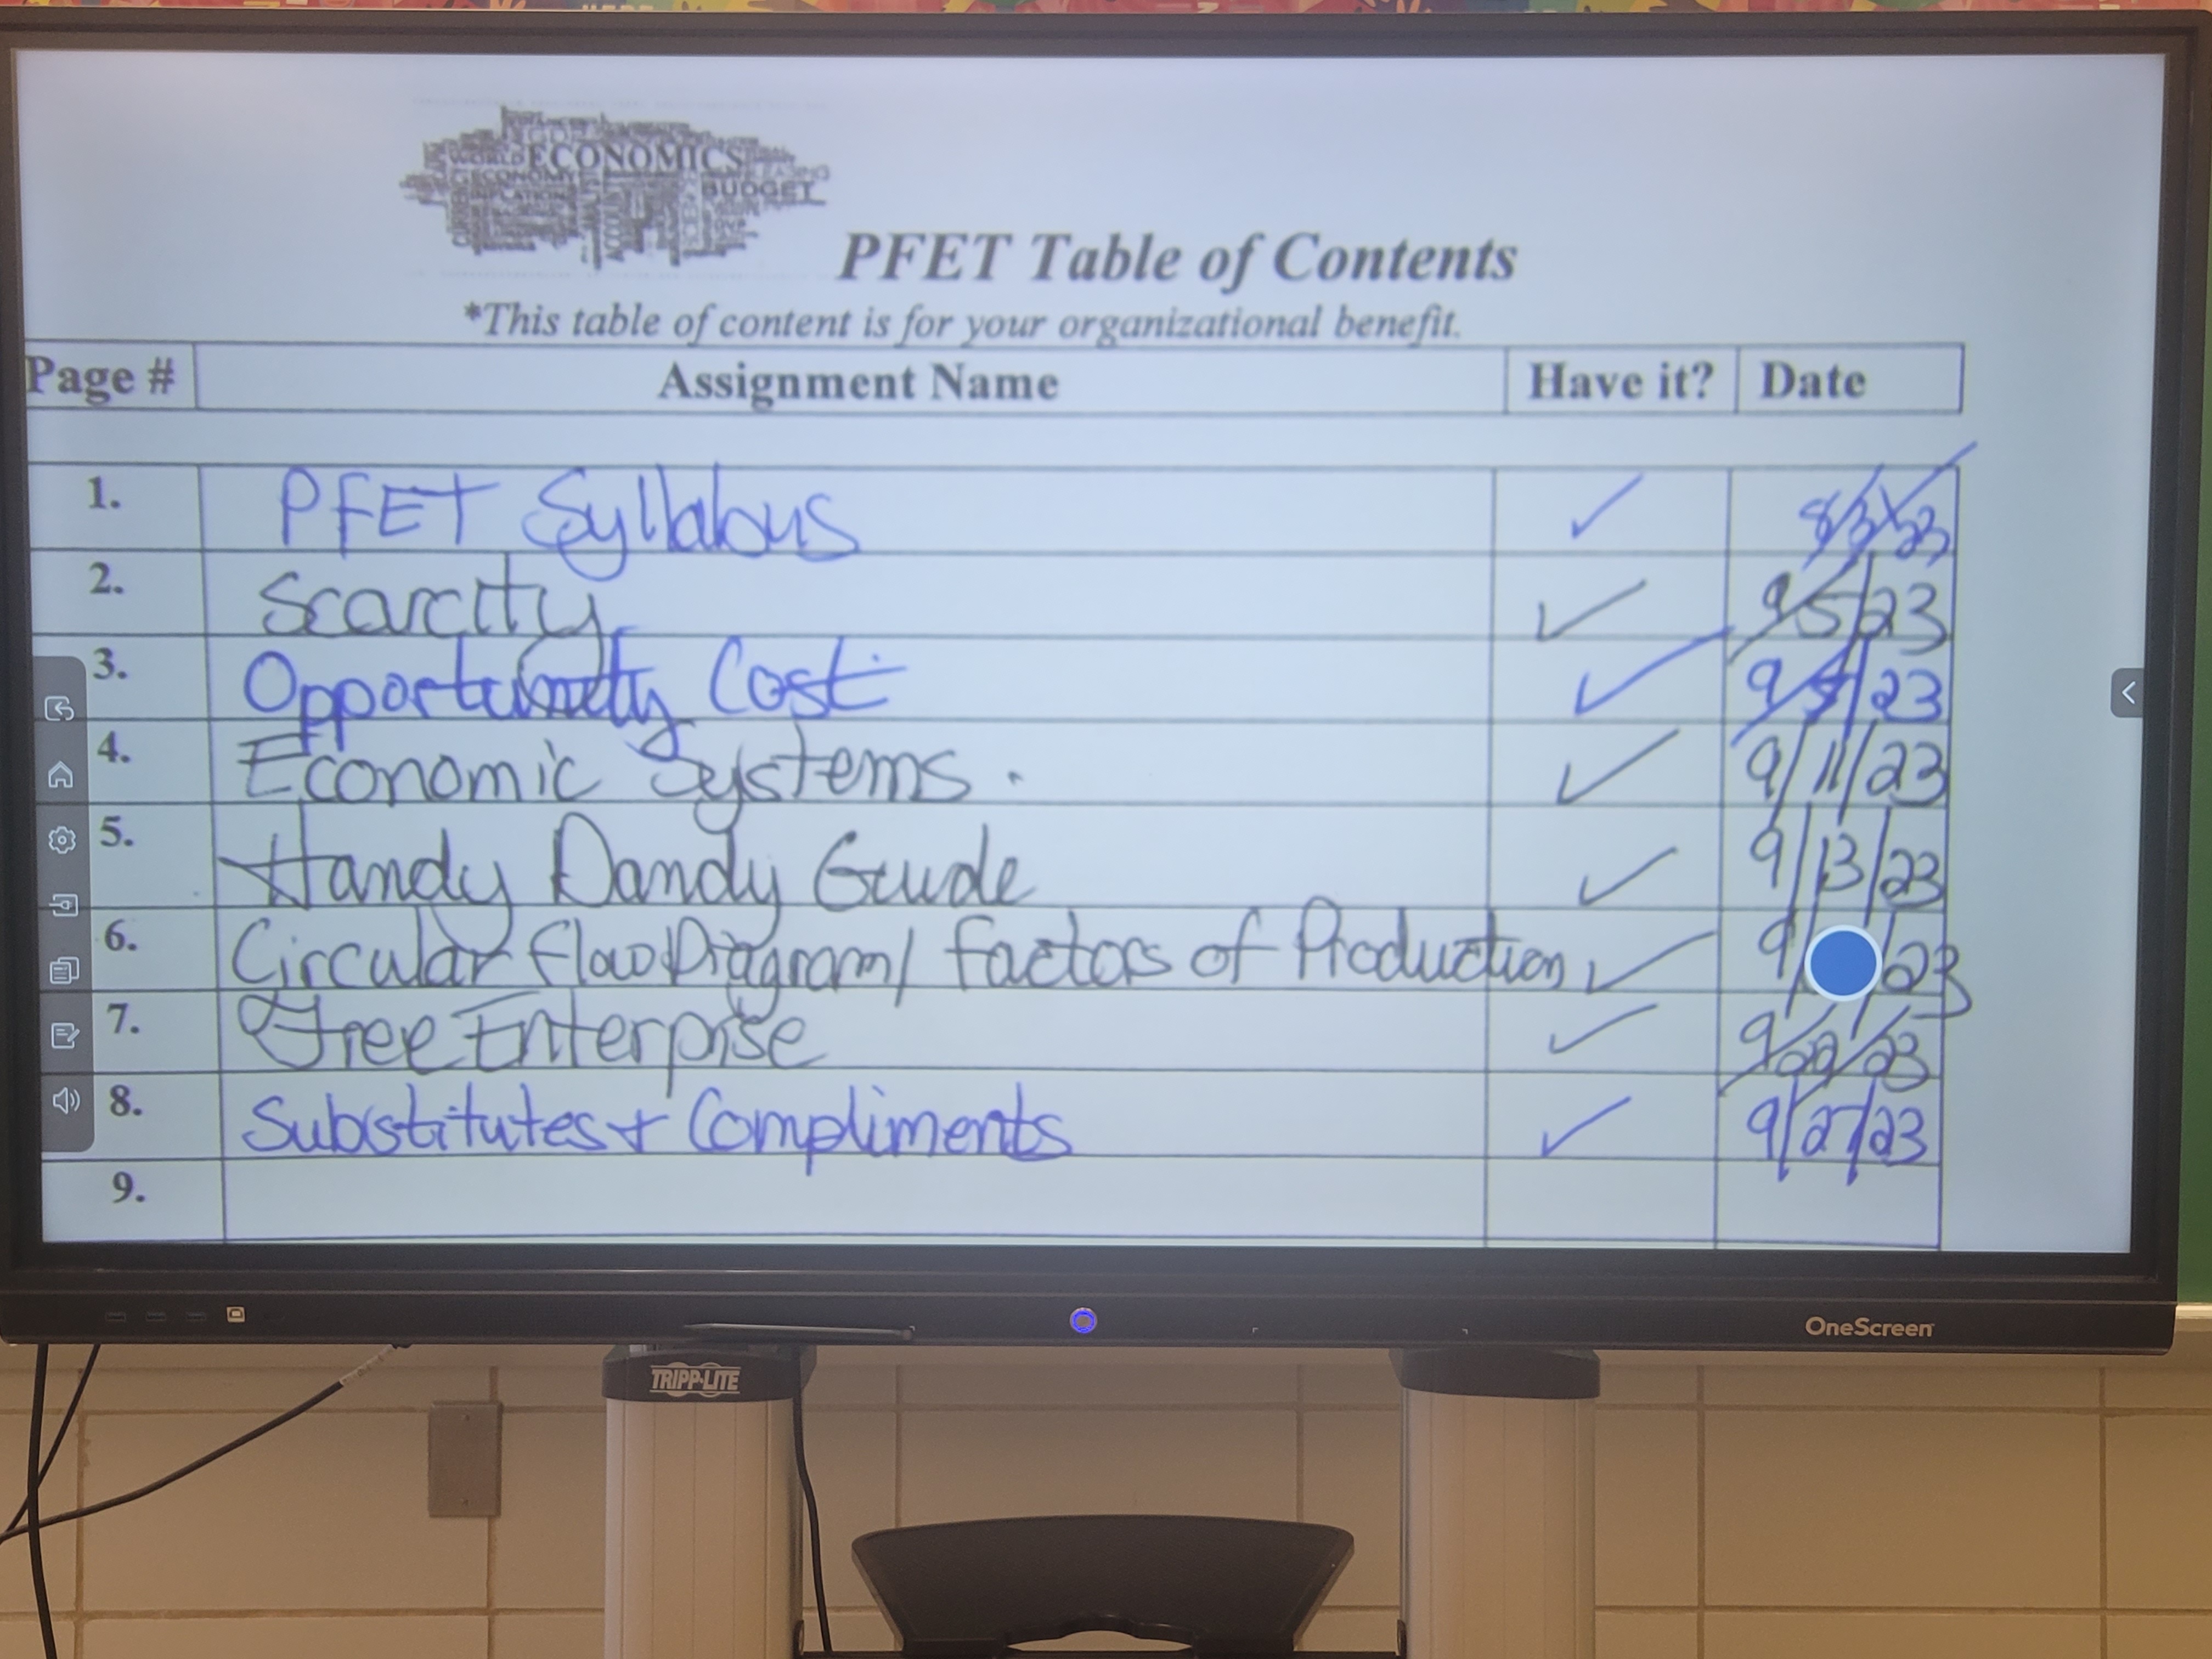 ECONOMICS
BUDGET
PFET Table of Contents
*This table of content is for your organizational benefit.
Page # Assignment Name Have it? Date
1. PFET Syllabus ✓ 8/31/23
2. Scarcity ✓ 9/5/23
3. Opportunity Cost ✓ 9/5/23
4. Economic Systems. ✓ 9/11/23
5. Handy Dandy Guide ✓ 9/13/23
6. Circular Flow Diagram/ Factors of Production ✓ 9/ /23
7. Free Enterprise ✓ 9/22/23
8. Substitutes + Compliments ✓ 9/27/23
9.
OneScreen
TRIPP·LITE